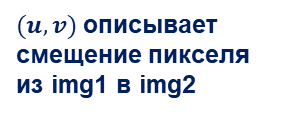 (u, v) описывает
смещение пикселя
из img1 в img2